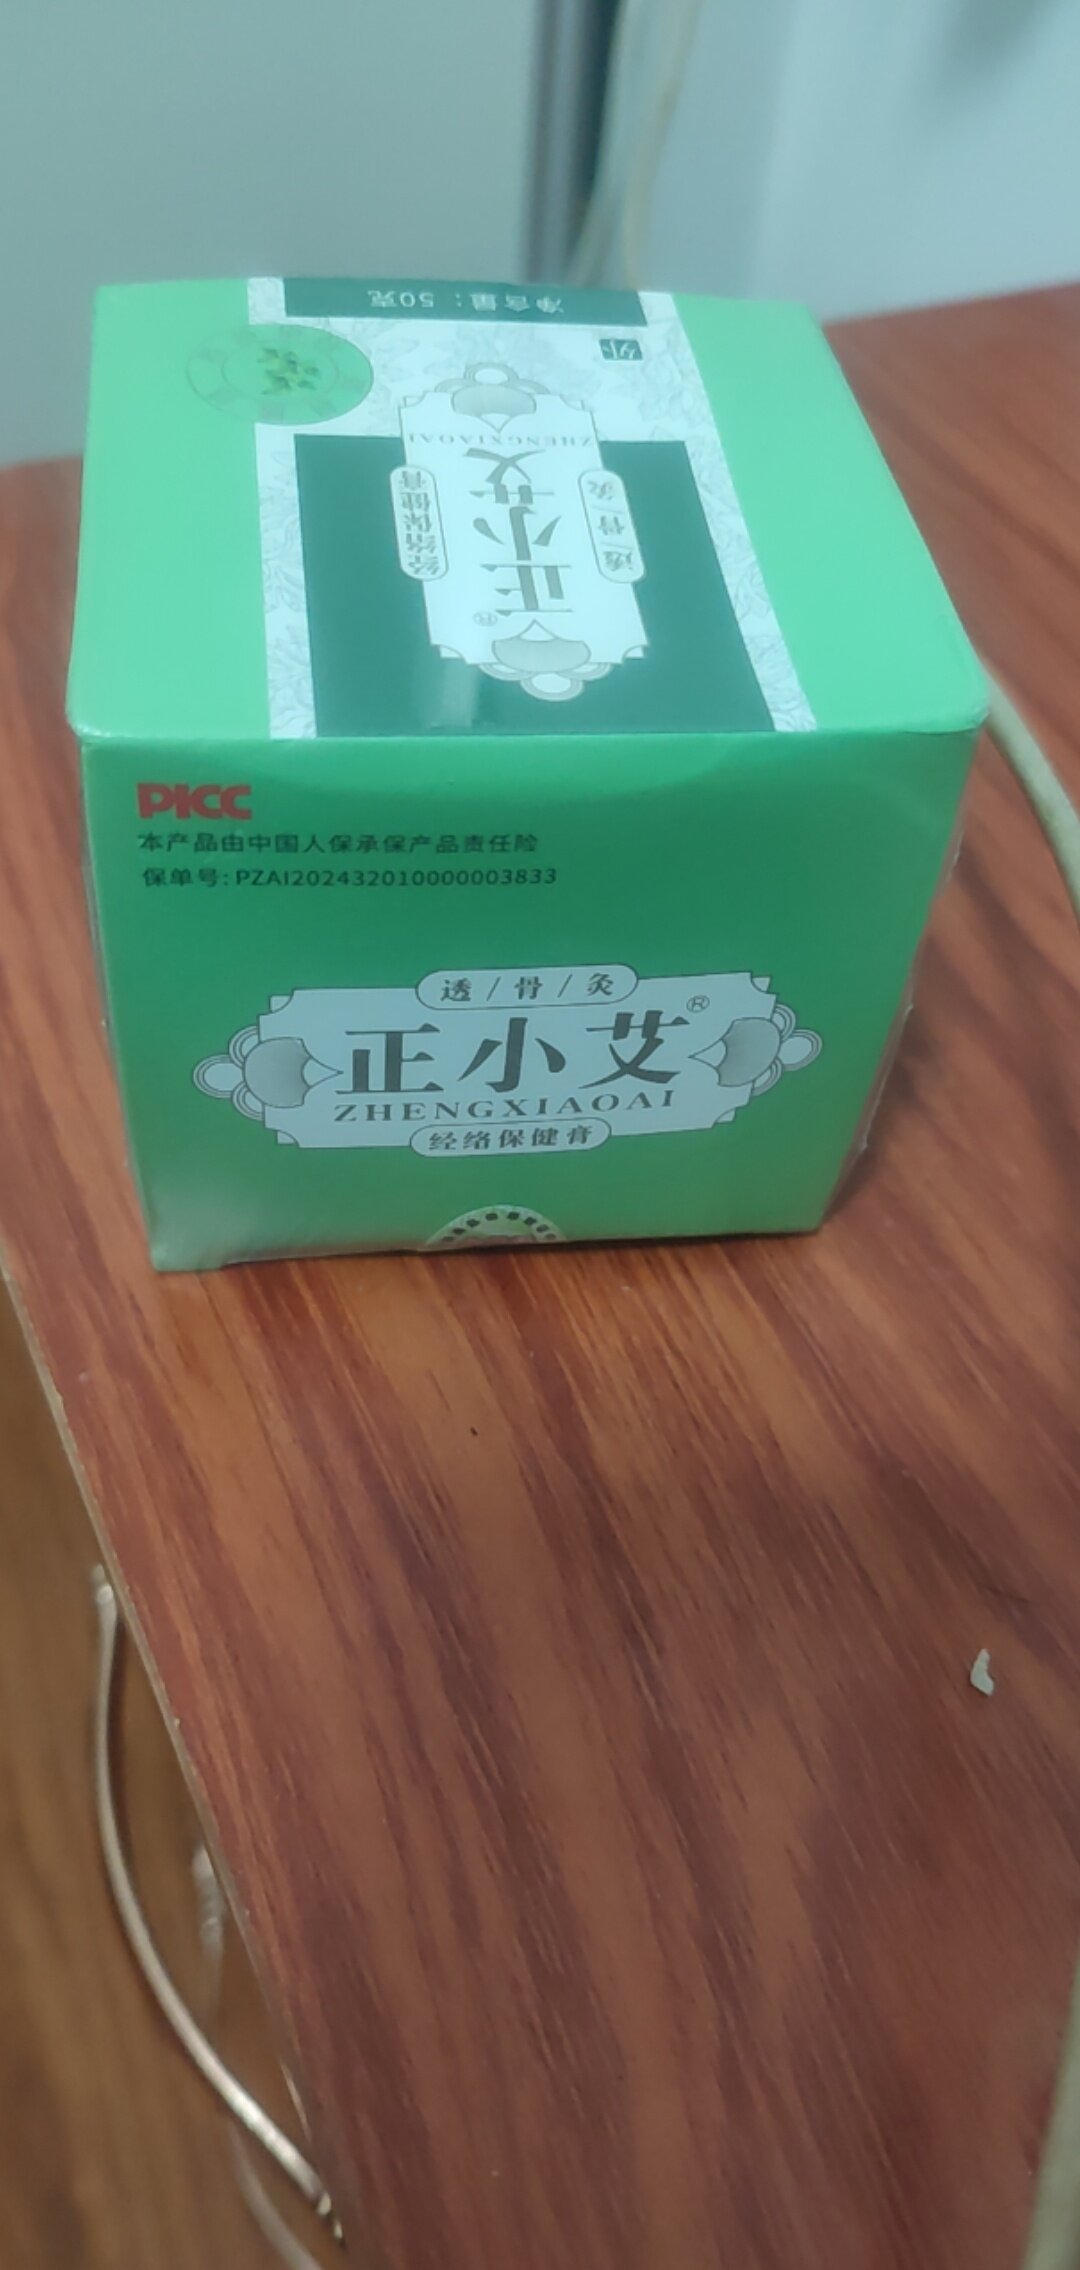 净含量：50克
外
透/骨/灸
正小艾®
ZHENGXIAOAI
经络保健膏
PICC
本产品由中国人保承保产品责任险
保单号：PZAI202432010000003833
透/骨/灸
正小艾®
ZHENGXIAOAI
经络保健膏